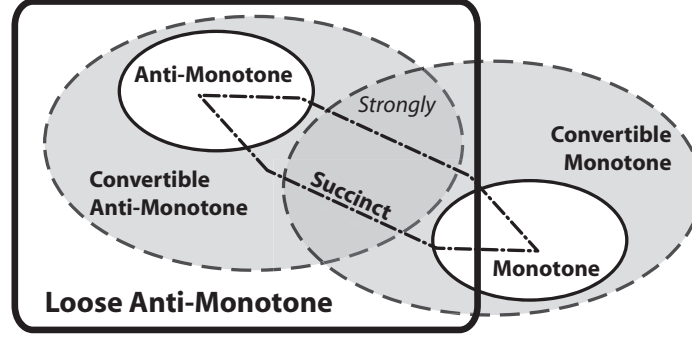 Anti-Monotone
Strongly
Convertible
Monotone
Convertible
Anti-Monotone
Succinct
Monotone
Loose Anti-Monotone